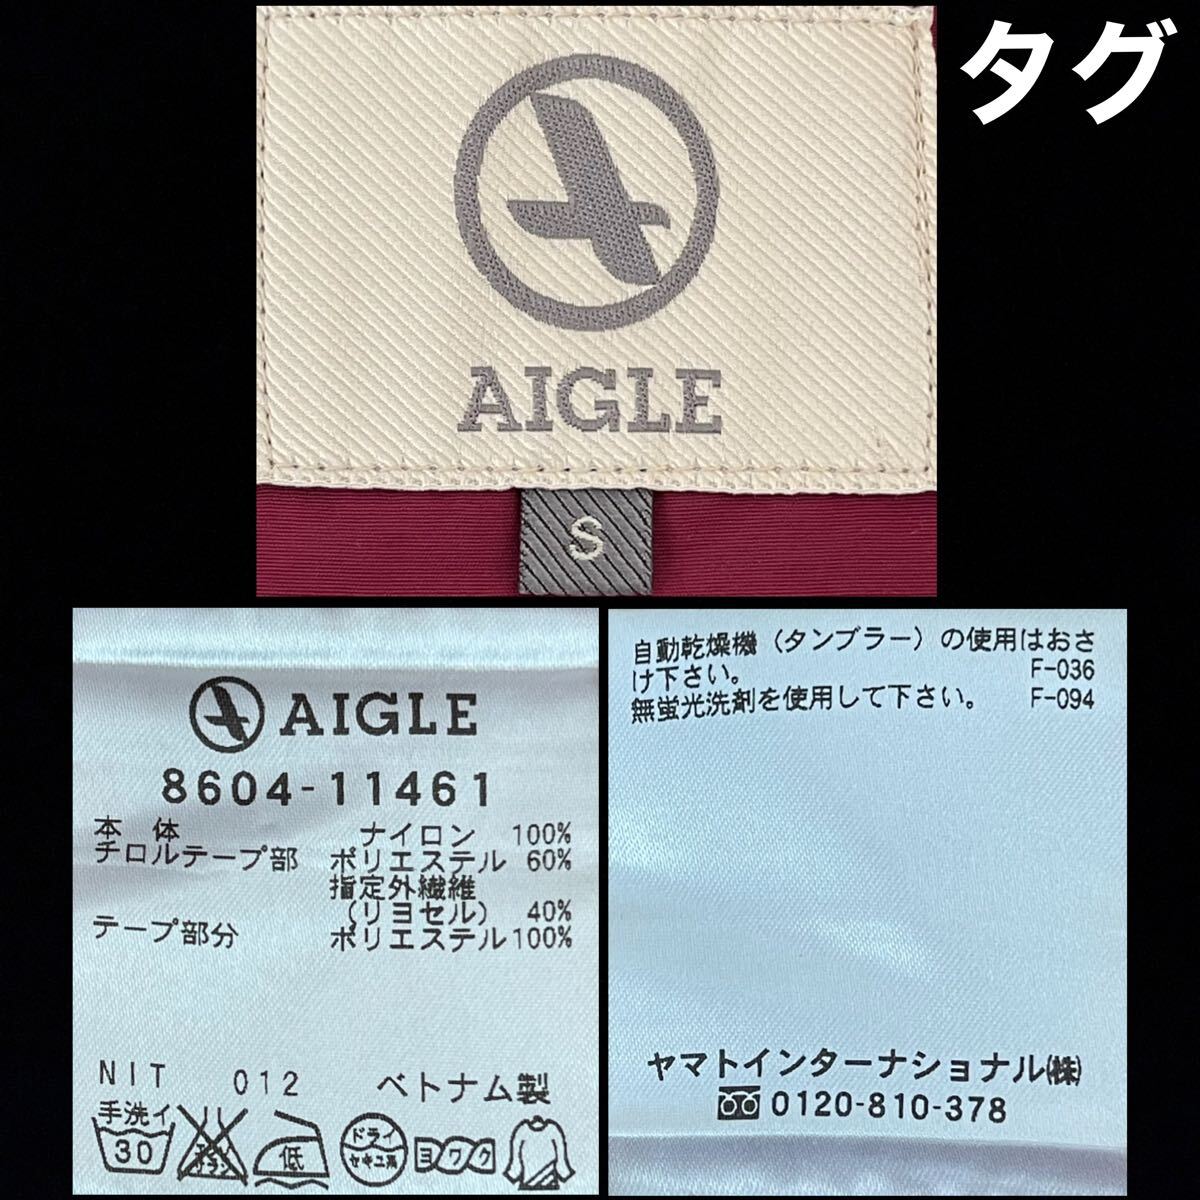 タグ
AIGLE
S
AIGLE
8604-11461
本 体 ナイロン 100%
チロルテープ部 ポリエステル 60%
指定外繊維
(リヨセル) 40%
テープ部分 ポリエステル 100%
NIT 012 ベトナム製
手洗イ
30
エンソ
サラシ
低
ドライ
セキユ系
ヨワク
自動乾燥機(タンブラー)の使用はおさ
け下さい。 F-036
無蛍光洗剤を使用して下さい。 F-094
ヤマトインターナショナル㈱
0120-810-378